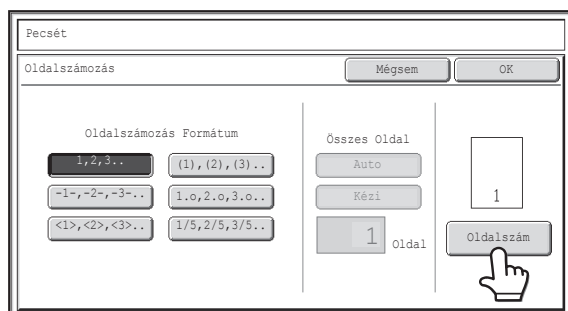 Pecsét
Oldalszámozás
Mégsem
OK
Oldalszámozás Formátum
1,2,3..
(1),(2),(3)..
-1-,-2-,-3-..
1.o,2.o,3.o..
<1>,<2>,<3>..
1/5,2/5,3/5..
Összes Oldal
Auto
Kézi
1 Oldal
1
Oldalszám